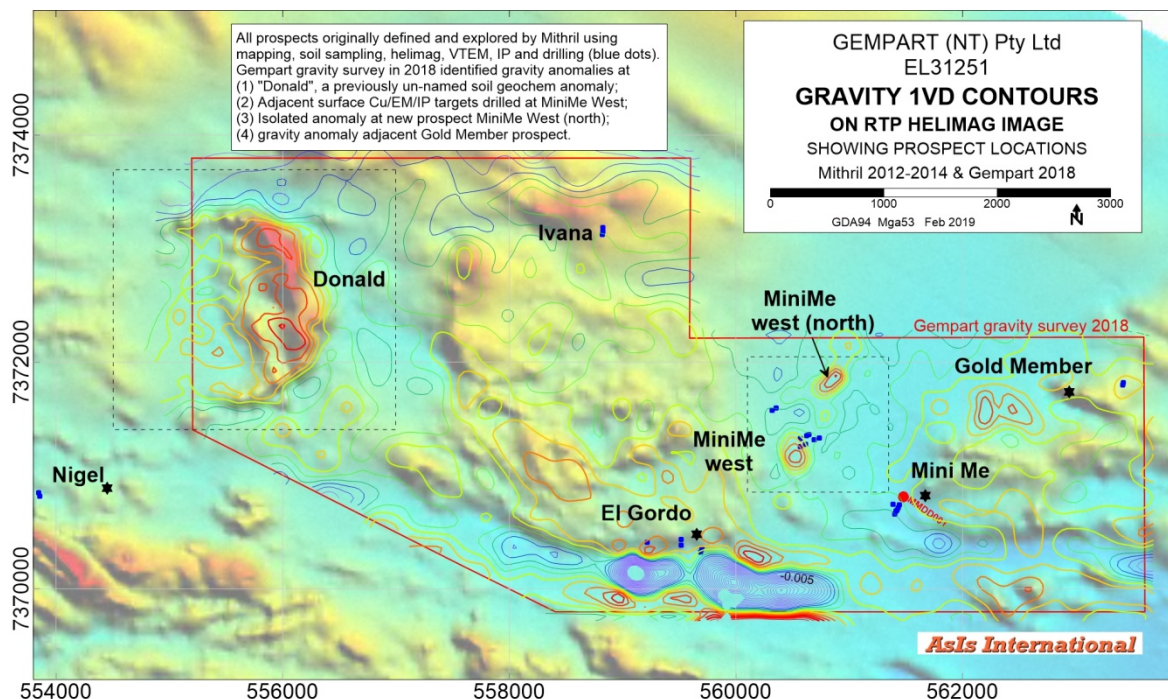 All prospects originally defined and explored by Mithril using
mapping, soil sampling, helimag, VTEM, IP and drilling (blue dots).
Gempart gravity survey in 2018 identified gravity anomalies at
(1) "Donald", a previously un-named soil geochem anomaly;
(2) Adjacent surface Cu/EM/IP targets drilled at MiniMe West;
(3) Isolated anomaly at new prospect MiniMe West (north);
(4) gravity anomaly adjacent Gold Member prospect.
GEMPART (NT) Pty Ltd
EL31251
GRAVITY 1VD CONTOURS
ON RTP HELIMAG IMAGE
SHOWING PROSPECT LOCATIONS
Mithril 2012-2014 & Gempart 2018
0 1000 2000 3000
GDA94 Mga53 Feb 2019
N
7374000
Ivana
Donald
MiniMe
west (north)
Gempart gravity survey 2018
7372000
Gold Member
MiniMe
west
Nigel
Mini Me
MMDD001
El Gordo
-0.005
7370000
AsIs International
554000 556000 558000 560000 562000